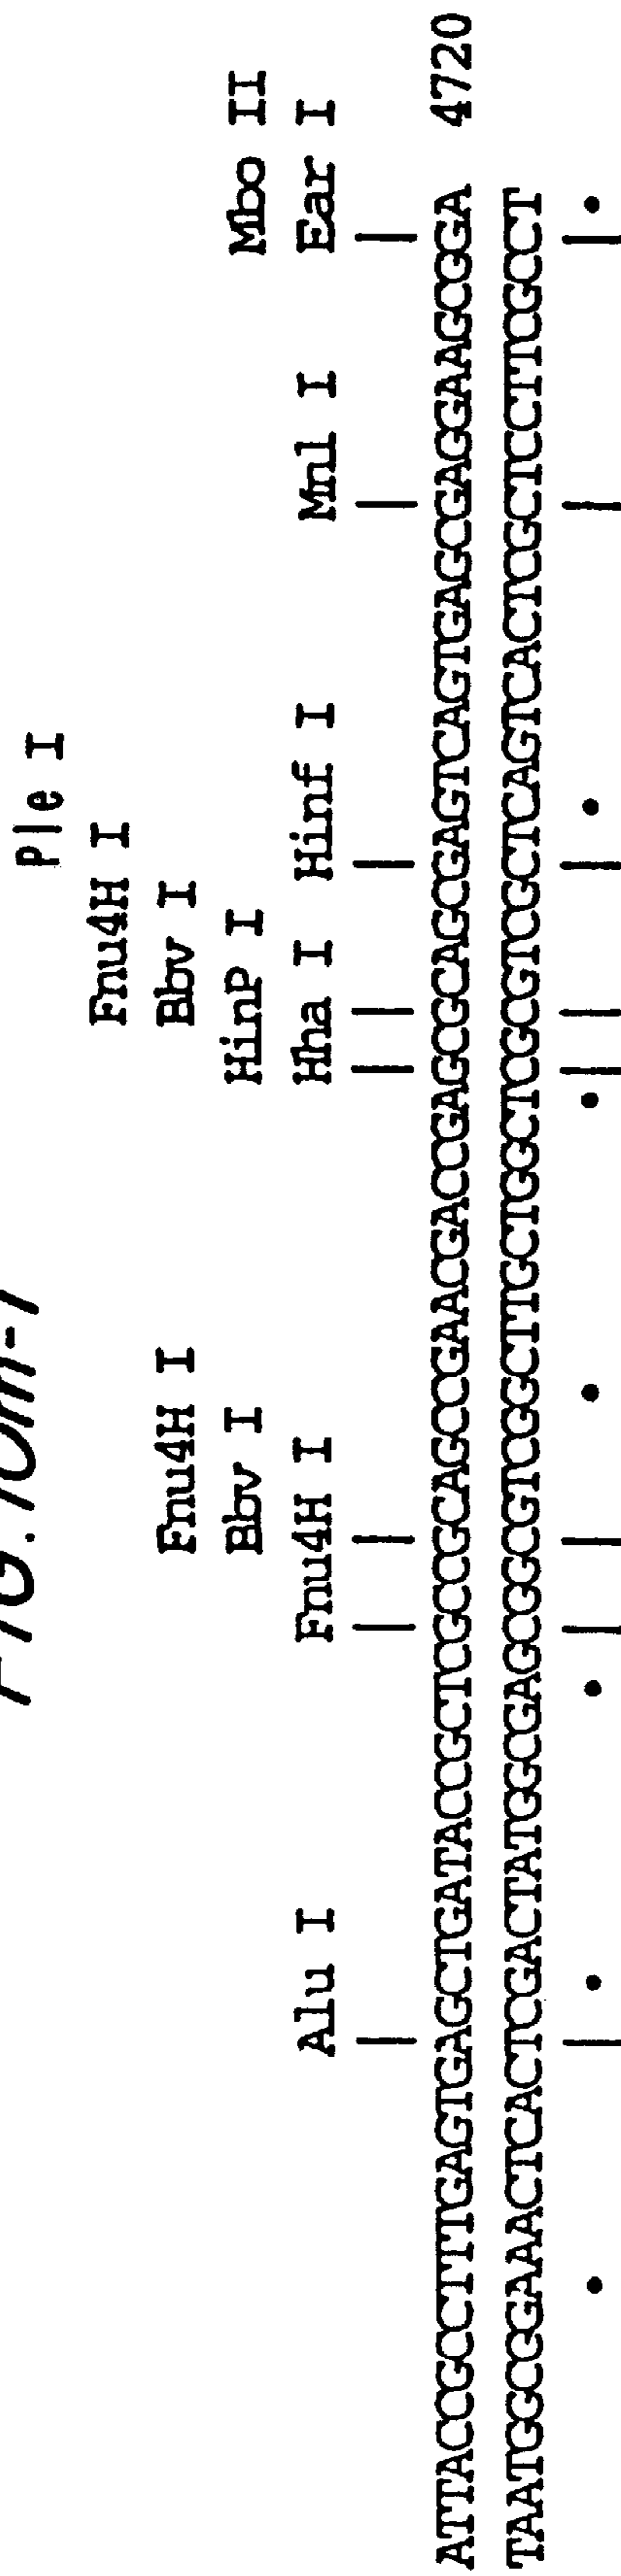 FIG. 10m-1
Ple I
Fnu4H I
Fnu4H I Bbv I
Bbv I HinP I Mbo II
Alu I Fnu4H I Hha I Hinf I Mnl I Ear I
ATTACCGCCTTTGAGTGAGCTGATACCGCTCGCCGCAGCCGAACGACCGAGCGCAGCGAGTCAGTGAGCGAGGAAGCGGA 4720
TAATGGCGGAAACTCACTCGACTATGGCGAGCGGCGTCGGCTTGCTGGCTCGCGTCGCTCAGTCACTCGCTCCTTCGCCT